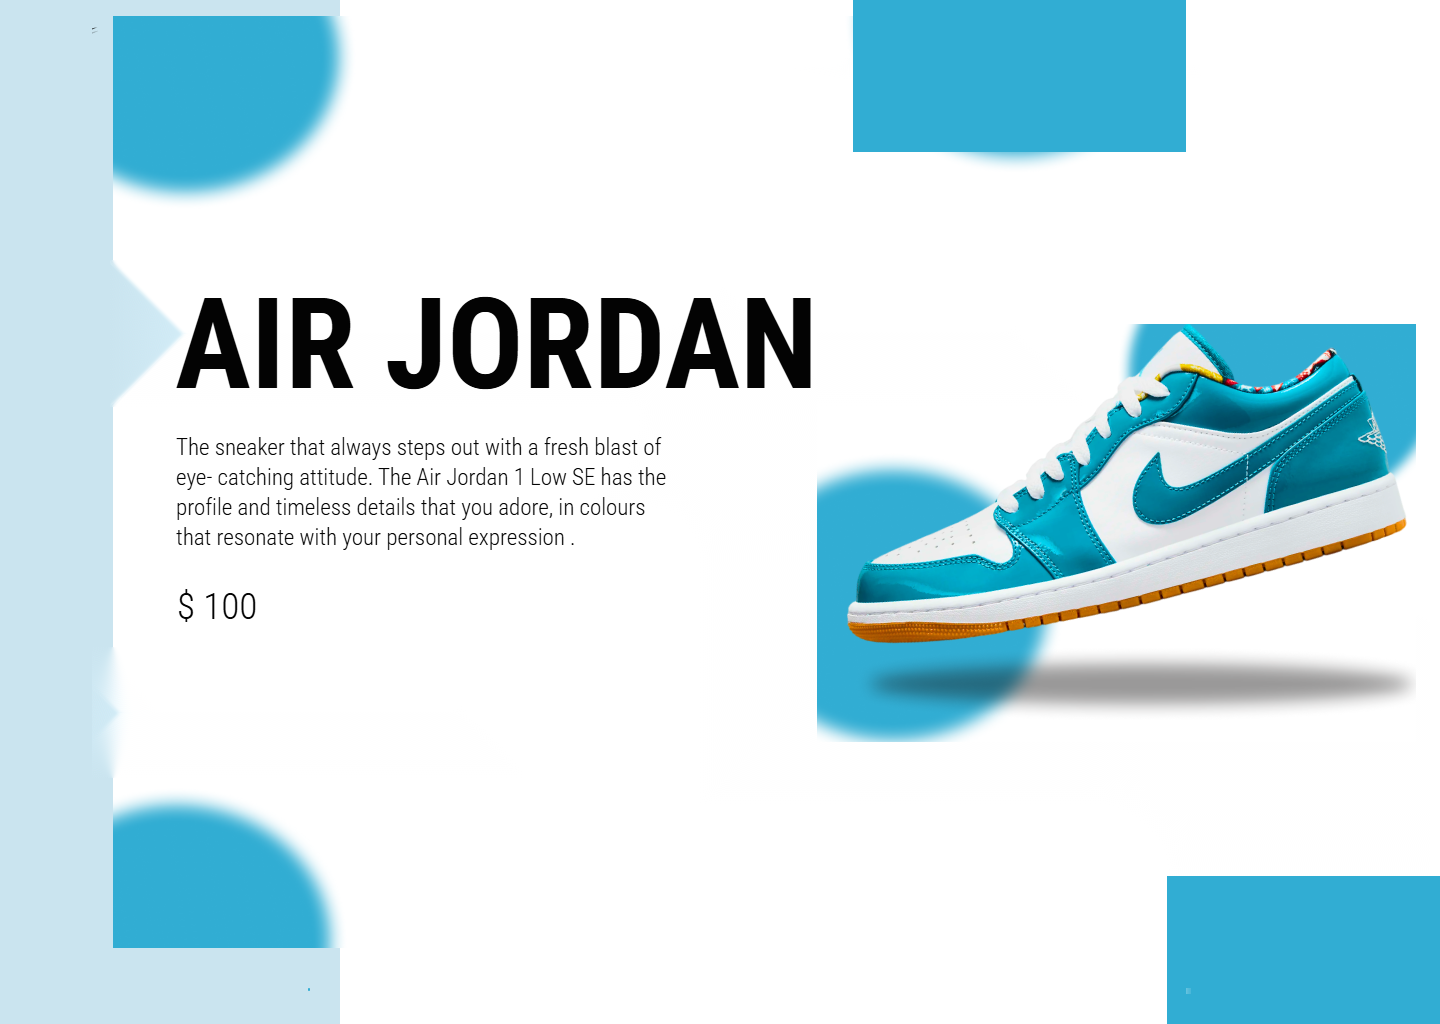 AIR JORDAN
The sneaker that always steps out with a fresh blast of
eye- catching attitude. The Air Jordan 1 Low SE has the
profile and timeless details that you adore, in colours
that resonate with your personal expression .
$ 100